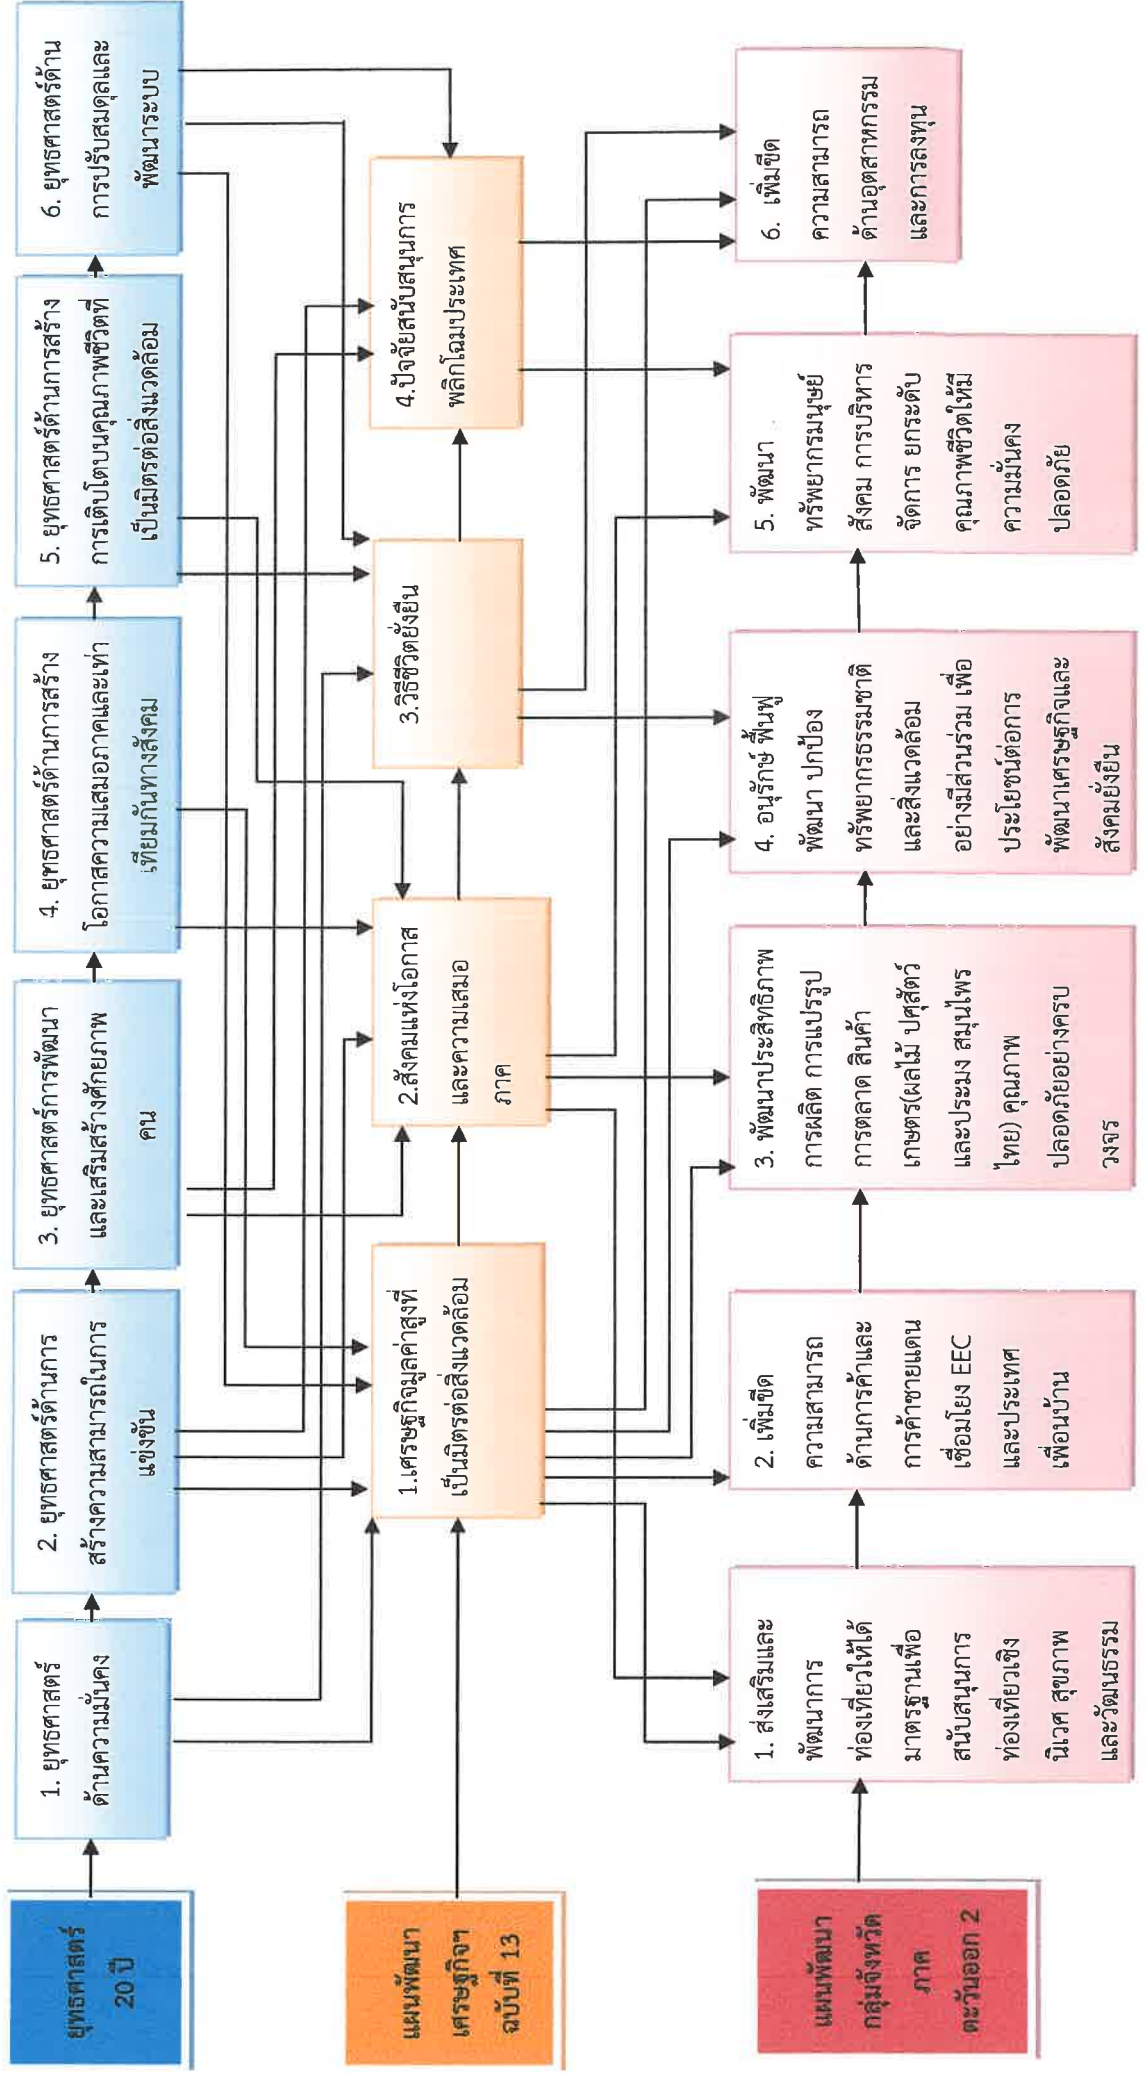 ยุทธศาสตร์
20 ปี
1. ยุทธศาสตร์
ด้านความมั่นคง
2. ยุทธศาสตร์ด้านการ
สร้างความสามารถในการ
แข่งขัน
3. ยุทธศาสตร์การพัฒนา
และเสริมสร้างศักยภาพ
คน
4. ยุทธศาสตร์ด้านการสร้าง
โอกาสความเสมอภาคและเท่า
เทียมกันทางสังคม
5. ยุทธศาสตร์ด้านการสร้าง
การเติบโตบนคุณภาพชีวิตที่
เป็นมิตรต่อสิ่งแวดล้อม
6. ยุทธศาสตร์ด้าน
การปรับสมดุลและ
พัฒนาระบบ
แผนพัฒนา
เศรษฐกิจฯ
ฉบับที่ 13
1.เศรษฐกิจมูลค่าสูงที่
เป็นมิตรต่อสิ่งแวดล้อม
2.สังคมแห่งโอกาส
และความเสมอ
ภาค
3.วิธีชีวิตยั่งยืน
4.ปัจจัยสนับสนุนการ
พลิกโฉมประเทศ
แผนพัฒนา
กลุ่มจังหวัด
ภาค
ตะวันออก 2
1. ส่งเสริมและ
พัฒนาการ
ท่องเที่ยวให้ได้
มาตรฐานเพื่อ
สนับสนุนการ
ท่องเที่ยวเชิง
นิเวศ สุขภาพ
และวัฒนธรรม
2. เพิ่มขีด
ความสามารถ
ด้านการค้าและ
การค้าชายแดน
เชื่อมโยง EEC
และประเทศ
เพื่อนบ้าน
3. พัฒนาประสิทธิภาพ
การผลิต การแปรรูป
การตลาด สินค้า
เกษตร(ผลไม้ ปศุสัตว์
และประมง สมุนไพร
ไทย) คุณภาพ
ปลอดภัยอย่างครบ
วงจร
4. อนุรักษ์ ฟื้นฟู
พัฒนา ปกป้อง
ทรัพยากรธรรมชาติ
และสิ่งแวดล้อม
อย่างมีส่วนร่วม เพื่อ
ประโยชน์ต่อการ
พัฒนาเศรษฐกิจและ
สังคมยั่งยืน
5. พัฒนา
ทรัพยากรมนุษย์
สังคม การบริหาร
จัดการ ยกระดับ
คุณภาพชีวิตให้มี
ความมั่นคง
ปลอดภัย
6. เพิ่มขีด
ความสามารถ
ด้านอุตสาหกรรม
และการลงทุน